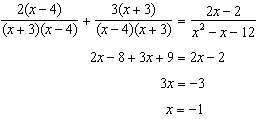 2(x−4)/((x+3)(x−4)) + 3(x+3)/((x−4)(x+3)) = (2x−2)/(x²−x−12)
2x−8+3x+9 = 2x−2
3x = −3
x = −1